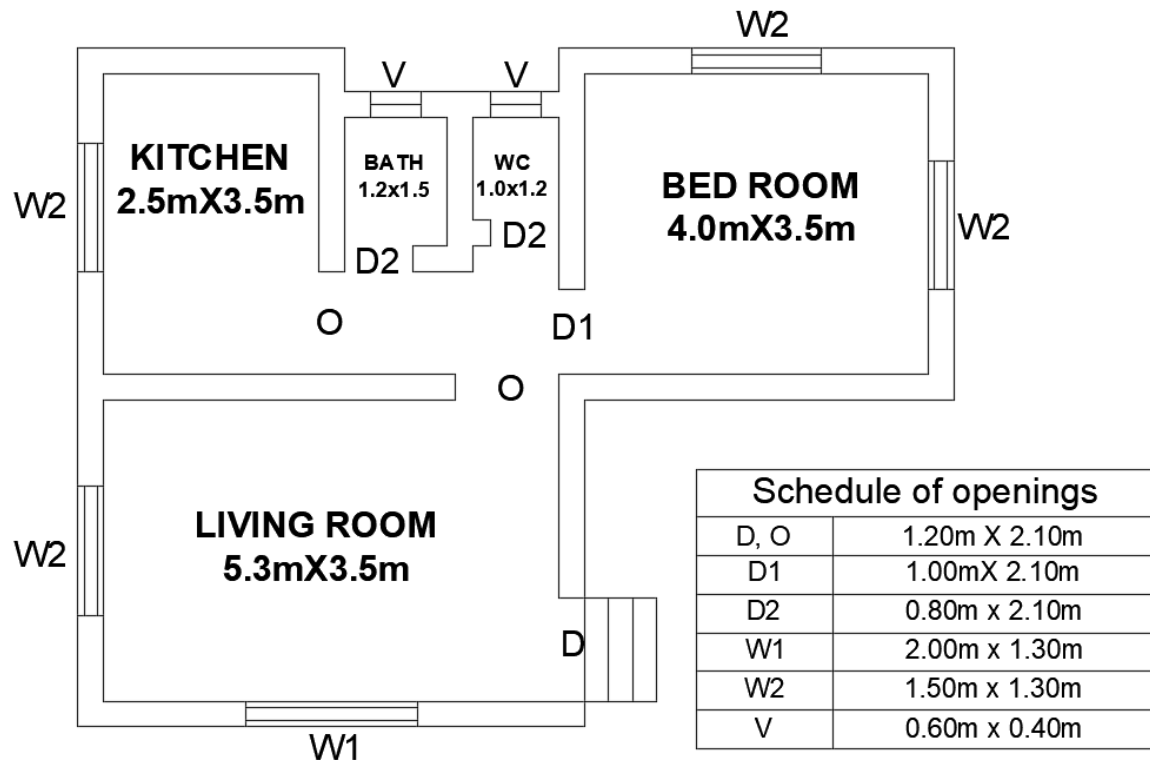 W2
V
V
KITCHEN
2.5mX3.5m
BATH
1.2x1.5
WC
1.0x1.2
BED ROOM
4.0mX3.5m
W2
W2
D2
D2
O
D1
O
LIVING ROOM
5.3mX3.5m
W2
D
W1
Schedule of openings
D, O 1.20m X 2.10m
D1 1.00mX 2.10m
D2 0.80m x 2.10m
W1 2.00m x 1.30m
W2 1.50m x 1.30m
V 0.60m x 0.40m